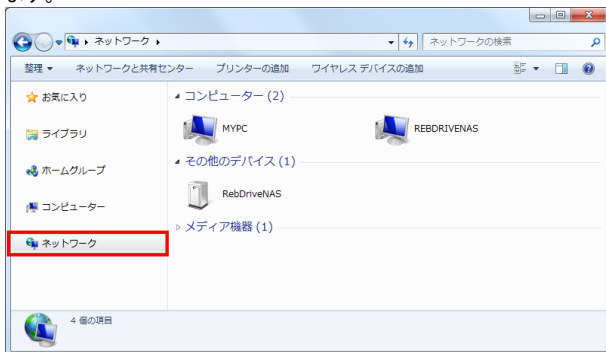 ます。
ネットワーク
ネットワークの検索
整理 ネットワークと共有センター プリンターの追加 ワイヤレス デバイスの追加
お気に入り
ライブラリ
ホームグループ
コンピューター
ネットワーク
コンピューター (2)
MYPC
REBDRIVENAS
その他のデバイス (1)
RebDriveNAS
メディア機器 (1)
4 個の項目